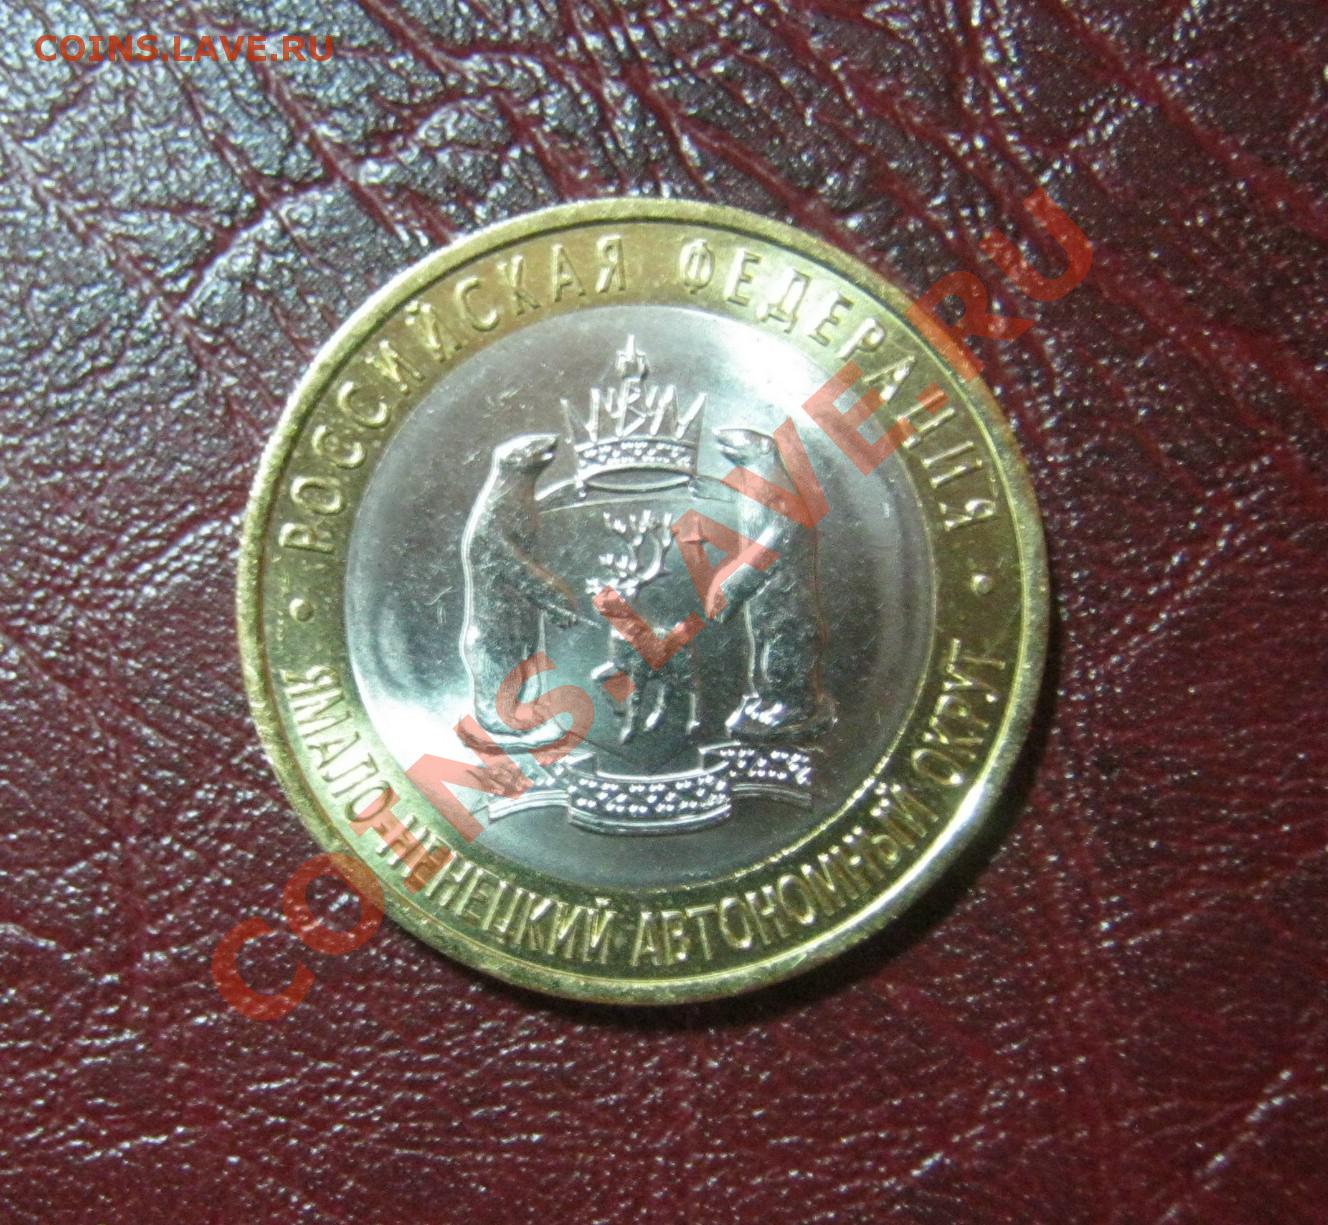 COINS.LAVE.RU
РОССИЙСКАЯ ФЕДЕРАЦИЯ
ЯМАЛО-НЕНЕЦКИЙ АВТОНОМНЫЙ ОКРУГ
COINS.LAVE.RU